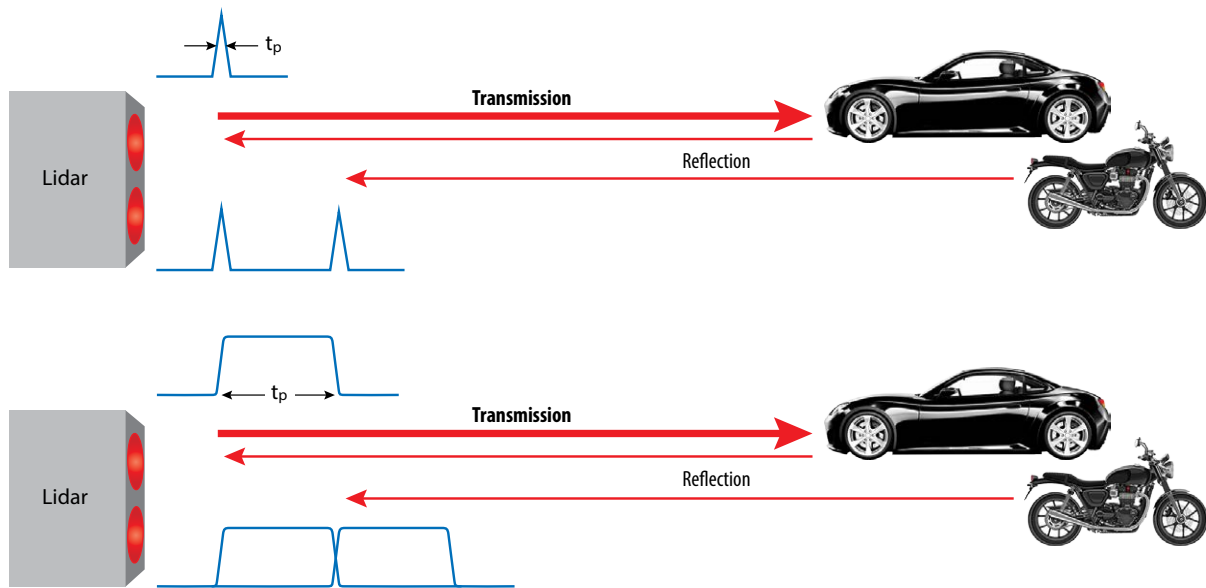 tp
Transmission
Reflection
Lidar
tp
Transmission
Reflection
Lidar